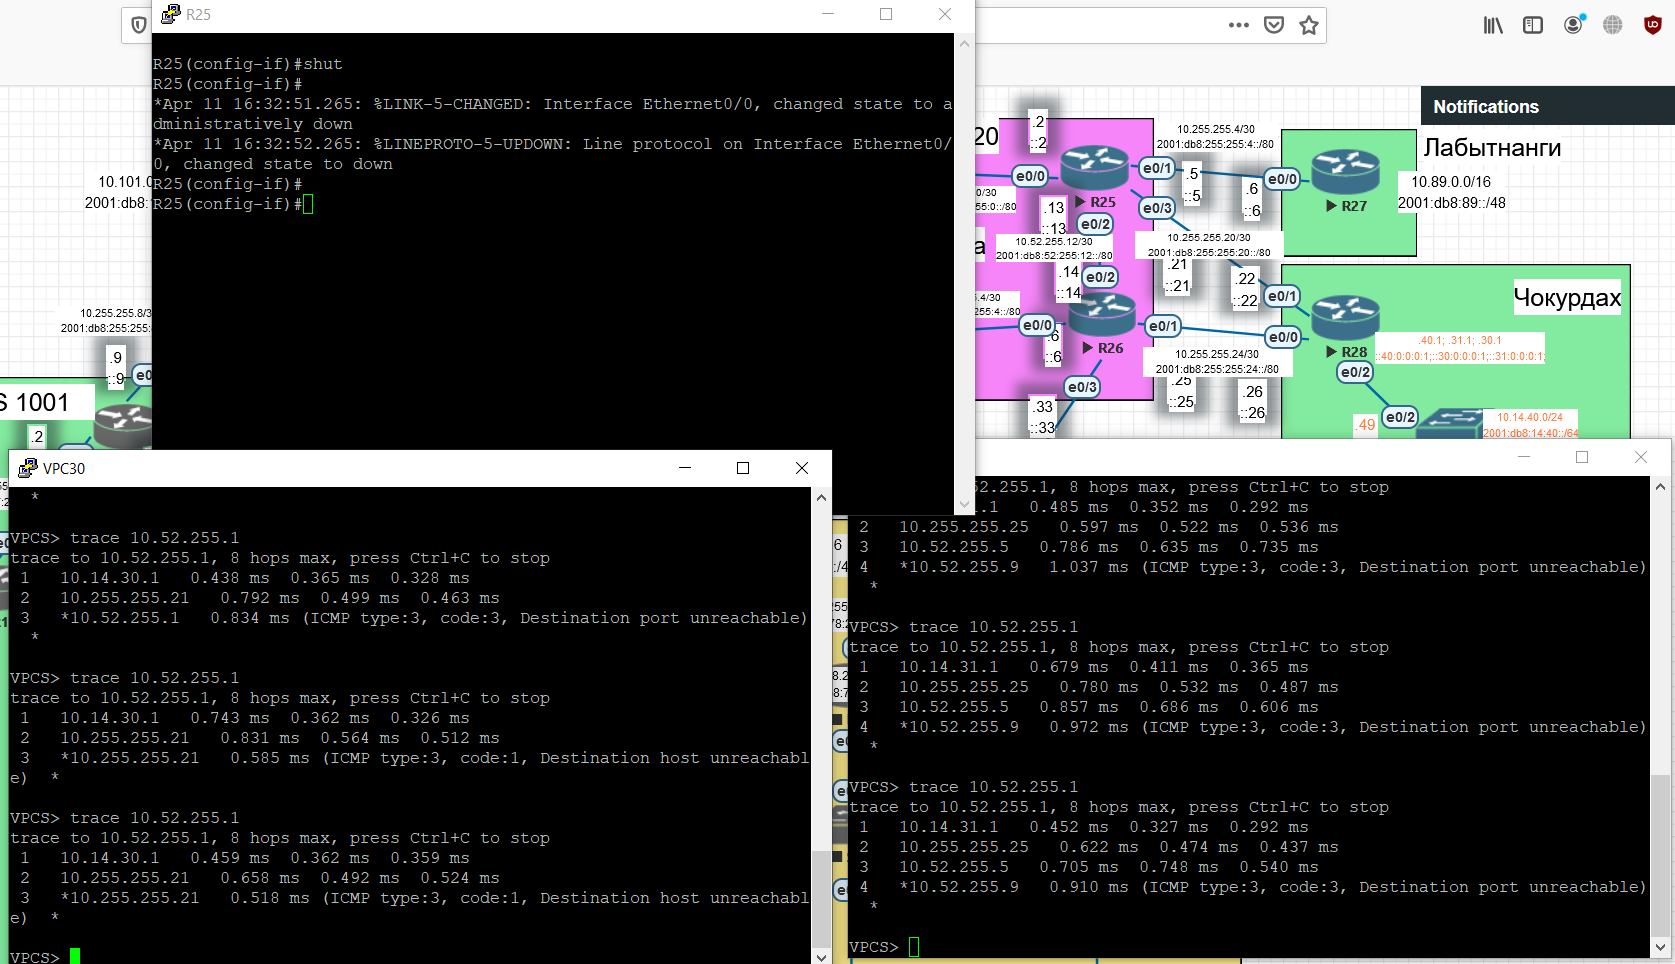 R25
R25(config-if)#shut
R25(config-if)#
*Apr 11 16:32:51.265: %LINK-5-CHANGED: Interface Ethernet0/0, changed state to a
dministratively down
*Apr 11 16:32:52.265: %LINEPROTO-5-UPDOWN: Line protocol on Interface Ethernet0/
0, changed state to down
R25(config-if)#
R25(config-if)#
Notifications
20
.2
::2
10.255.255.4/30
2001:db8:255:255:4::/80
Лабытнанги
10.89.0.0/16
2001:db8:89::/48
e0/0
e0/1
.5
::5
.6
::6
e0/0
R25
R27
.13
::13
e0/3
e0/2
10.52.255.12/30
2001:db8:52:255:12::/80
10.255.255.20/30
2001:db8:255:255:20::/80
.14
::14
e0/2
.21
::21
.22
::22
e0/1
Чокурдах
e0/0
.6
::6
e0/1
e0/0
R26
R28
.40.1; .31.1; .30.1
::40:0:0:0:1;::30:0:0:0:1;::31:0:0:0:1;
10.255.255.24/30
2001:db8:255:255:24::/80
e0/3
.25
::25
.26
::26
e0/2
.33
::33
.49
e0/2
10.14.40.0/24
2001:db8:14:40::/64
10.101.0
2001:db8:
10.255.255.8/3
2001:db8:255:255:
.9
::9
e0
S 1001
.2
VPC30
*
VPCS> trace 10.52.255.1
trace to 10.52.255.1, 8 hops max, press Ctrl+C to stop
1 10.14.30.1 0.438 ms 0.365 ms 0.328 ms
2 10.255.255.21 0.792 ms 0.499 ms 0.463 ms
3 *10.52.255.1 0.834 ms (ICMP type:3, code:3, Destination port unreachable)
*
VPCS> trace 10.52.255.1
trace to 10.52.255.1, 8 hops max, press Ctrl+C to stop
1 10.14.30.1 0.743 ms 0.362 ms 0.326 ms
2 10.255.255.21 0.831 ms 0.564 ms 0.512 ms
3 *10.255.255.21 0.585 ms (ICMP type:3, code:1, Destination host unreachabl
e) *
VPCS> trace 10.52.255.1
trace to 10.52.255.1, 8 hops max, press Ctrl+C to stop
1 10.14.30.1 0.459 ms 0.362 ms 0.359 ms
2 10.255.255.21 0.658 ms 0.492 ms 0.524 ms
3 *10.255.255.21 0.518 ms (ICMP type:3, code:1, Destination host unreachabl
e) *
VPCS>
52.255.1, 8 hops max, press Ctrl+C to stop
.1 0.485 ms 0.352 ms 0.292 ms
2 10.255.255.25 0.597 ms 0.522 ms 0.536 ms
3 10.52.255.5 0.786 ms 0.635 ms 0.735 ms
4 *10.52.255.9 1.037 ms (ICMP type:3, code:3, Destination port unreachable)
*
VPCS> trace 10.52.255.1
trace to 10.52.255.1, 8 hops max, press Ctrl+C to stop
1 10.14.31.1 0.679 ms 0.411 ms 0.365 ms
2 10.255.255.25 0.780 ms 0.532 ms 0.487 ms
3 10.52.255.5 0.857 ms 0.686 ms 0.606 ms
4 *10.52.255.9 0.972 ms (ICMP type:3, code:3, Destination port unreachable)
*
VPCS> trace 10.52.255.1
trace to 10.52.255.1, 8 hops max, press Ctrl+C to stop
1 10.14.31.1 0.452 ms 0.327 ms 0.292 ms
2 10.255.255.25 0.622 ms 0.474 ms 0.437 ms
3 10.52.255.5 0.705 ms 0.748 ms 0.540 ms
4 *10.52.255.9 0.910 ms (ICMP type:3, code:3, Destination port unreachable)
*
VPCS>